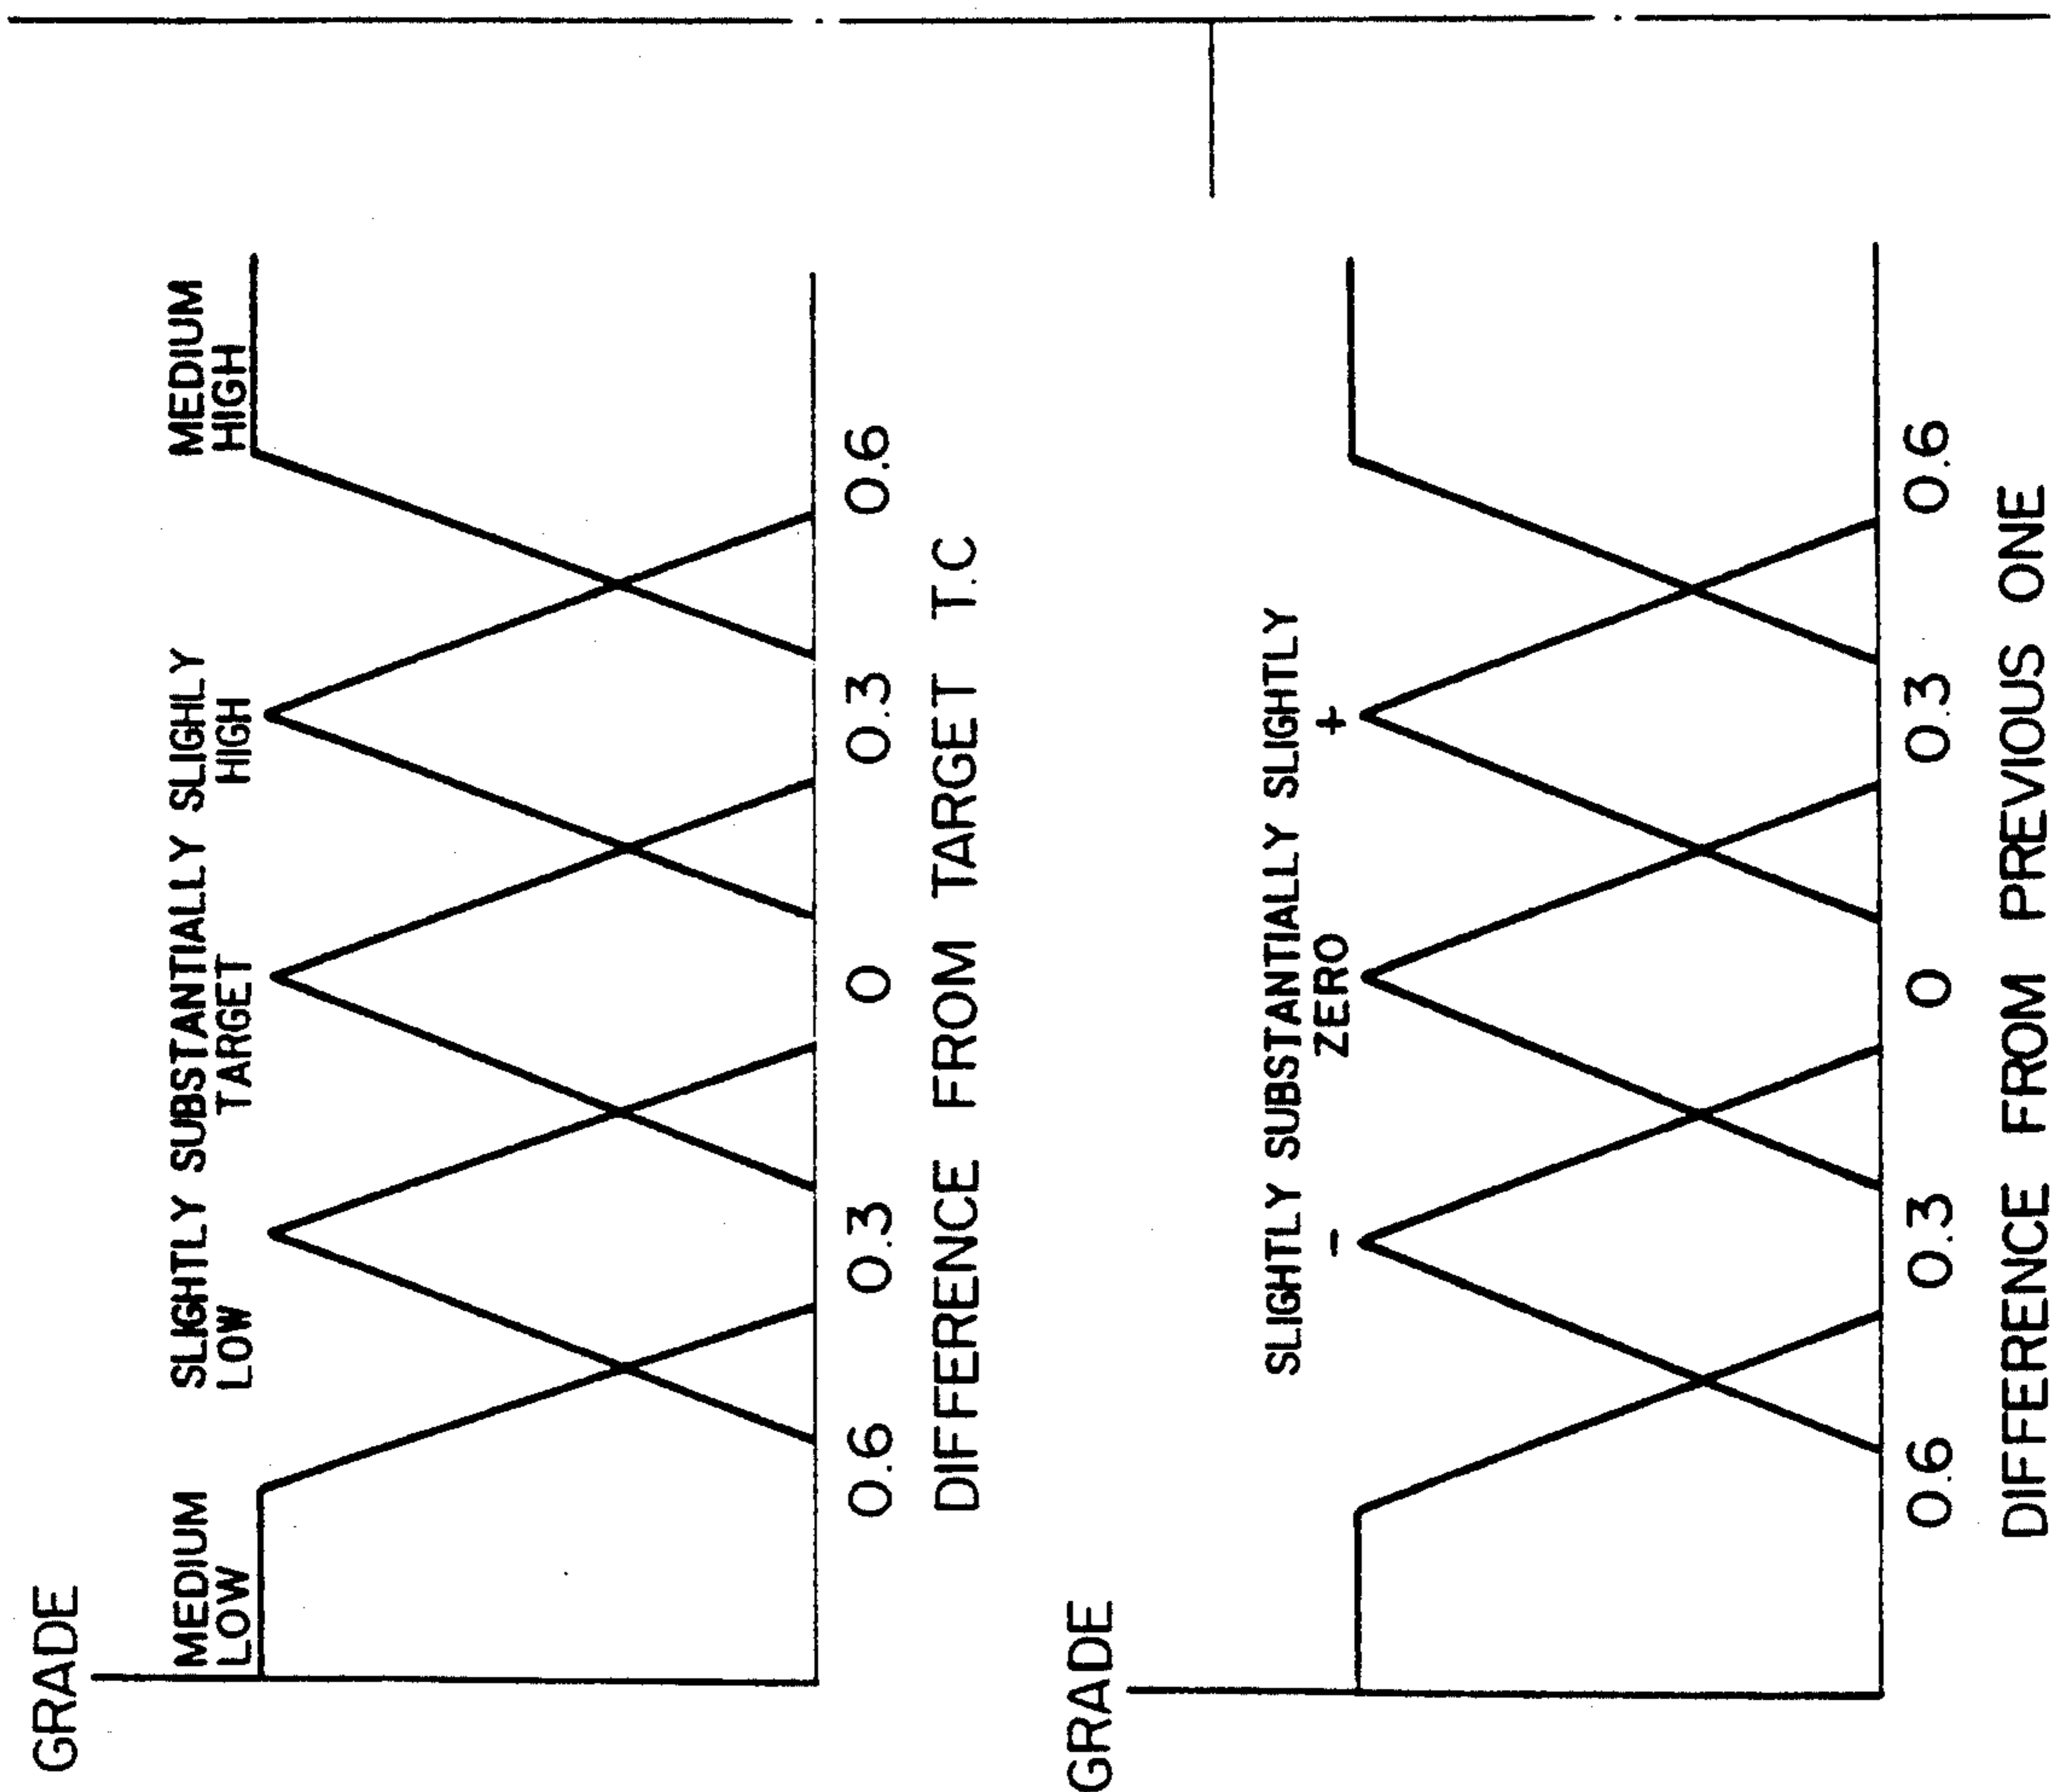 GRADE
MEDIUM LOW
SLIGHTLY LOW
SUBSTANTIALLY TARGET
SLIGHLY HIGH
MEDIUM HIGH
0.6 0.3 0 0.3 0.6
DIFFERENCE FROM TARGET T.C
GRADE
SLIGHTLY -
SUBSTANTIALLY ZERO
SLIGHTLY +
0.6 0.3 0 0.3 0.6
DIFFERENCE FROM PREVIOUS ONE